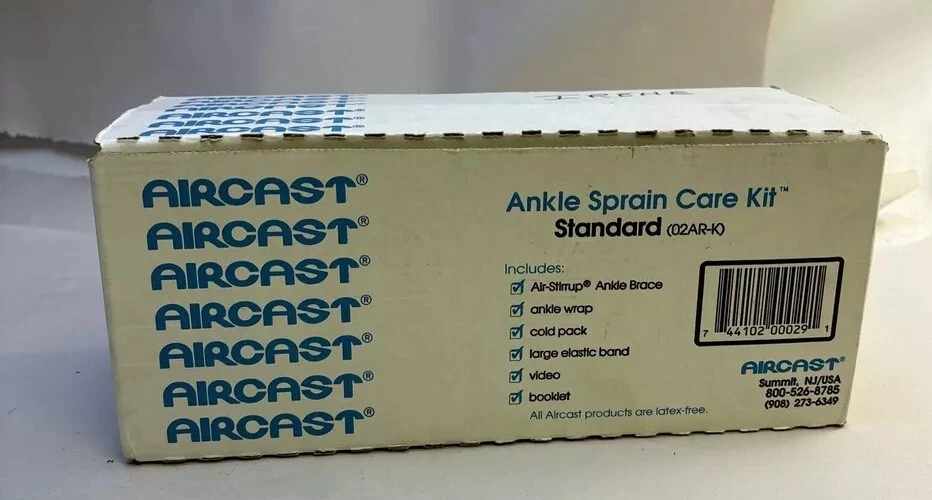 IRENE
AIRCAST®
AIRCAST®
AIRCAST®
AIRCAST®
AIRCAST®
AIRCAST®
AIRCAST®
Ankle Sprain Care Kit™
Standard (02AR-K)
Includes:
Air-Stirrup® Ankle Brace
ankle wrap
cold pack
large elastic band
video
booklet
All Aircast products are latex-free.
7 44102 00029 1
AIRCAST®
Summit, NJ/USA
800-526-8785
(908) 273-6349